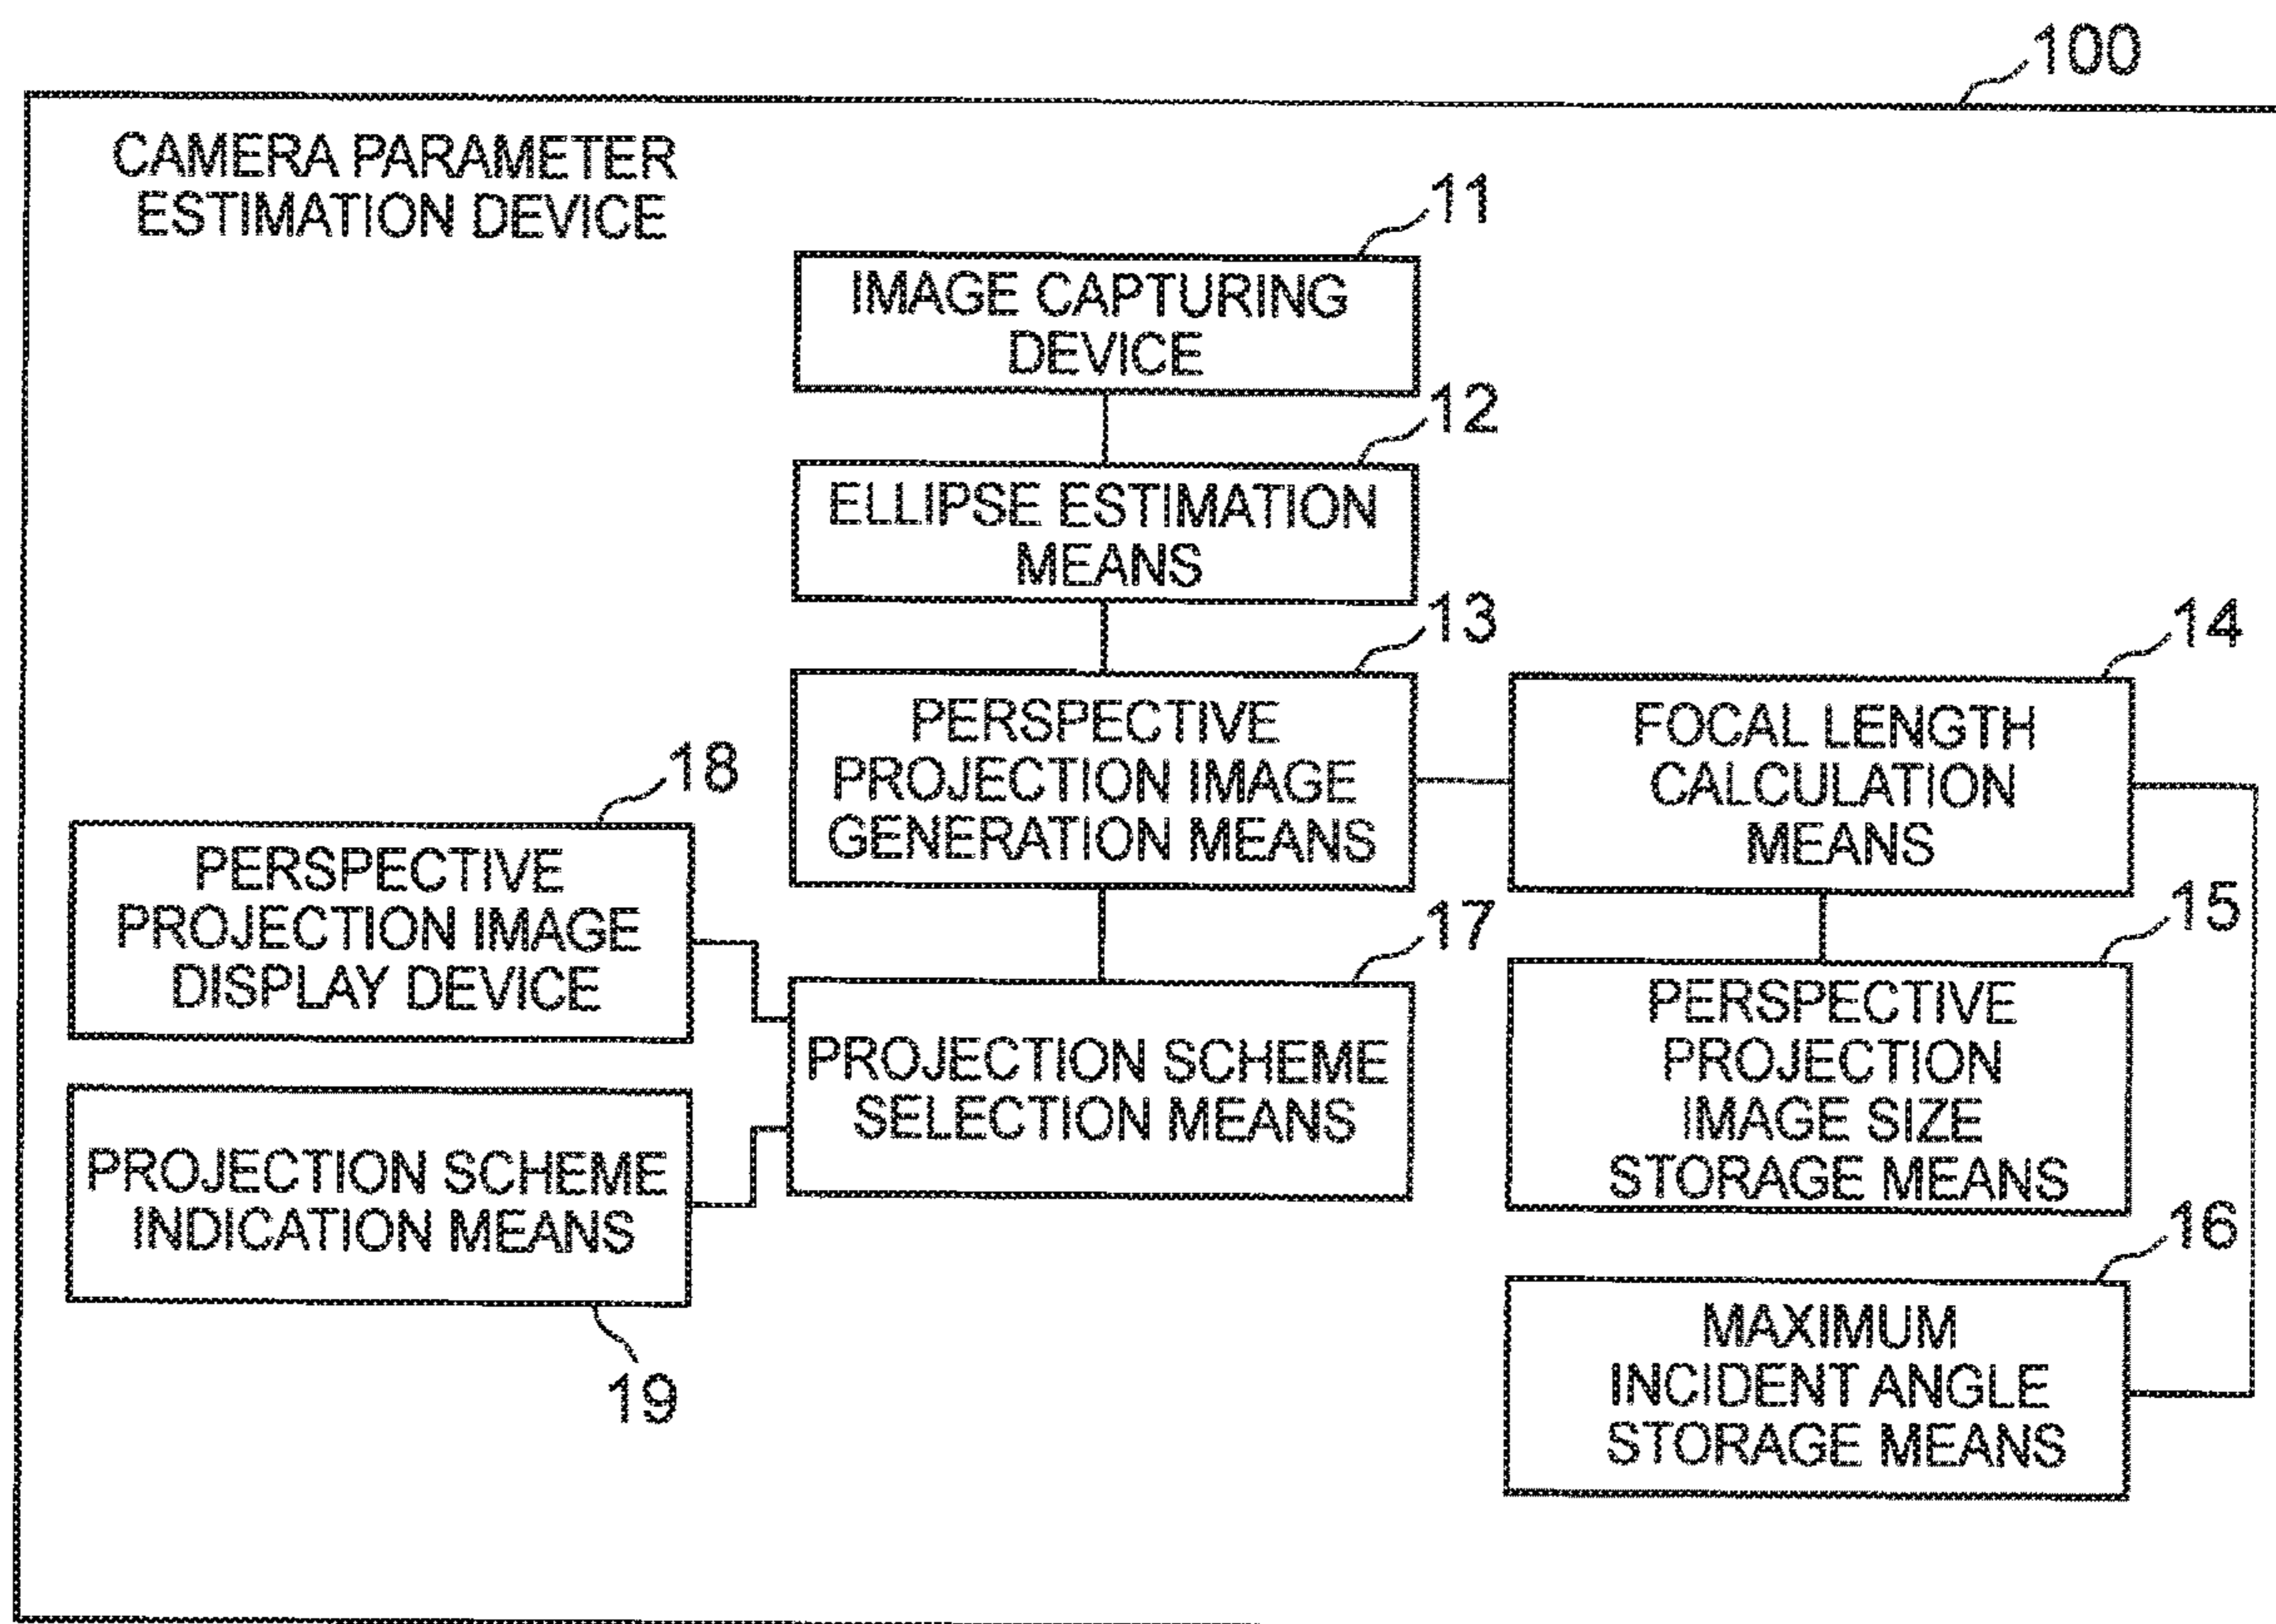 100
CAMERA PARAMETER
ESTIMATION DEVICE
11
IMAGE CAPTURING
DEVICE
12
ELLIPSE ESTIMATION
MEANS
13
PERSPECTIVE
PROJECTION IMAGE
GENERATION MEANS
14
FOCAL LENGTH
CALCULATION
MEANS
18
PERSPECTIVE
PROJECTION IMAGE
DISPLAY DEVICE
17
PROJECTION SCHEME
SELECTION MEANS
15
PERSPECTIVE
PROJECTION
IMAGE SIZE
STORAGE MEANS
PROJECTION SCHEME
INDICATION MEANS
19
16
MAXIMUM
INCIDENT ANGLE
STORAGE MEANS